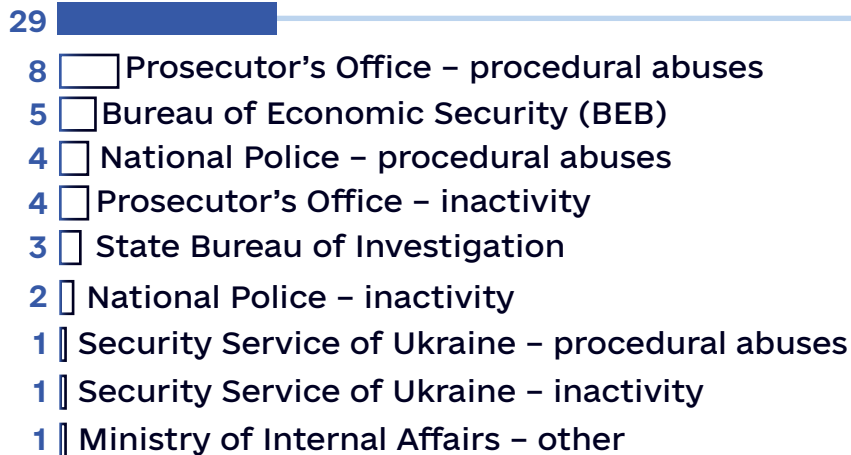 29
8 Prosecutor’s Office – procedural abuses
5 Bureau of Economic Security (BEB)
4 National Police – procedural abuses
4 Prosecutor’s Office – inactivity
3 State Bureau of Investigation
2 National Police – inactivity
1 Security Service of Ukraine – procedural abuses
1 Security Service of Ukraine – inactivity
1 Ministry of Internal Affairs – other